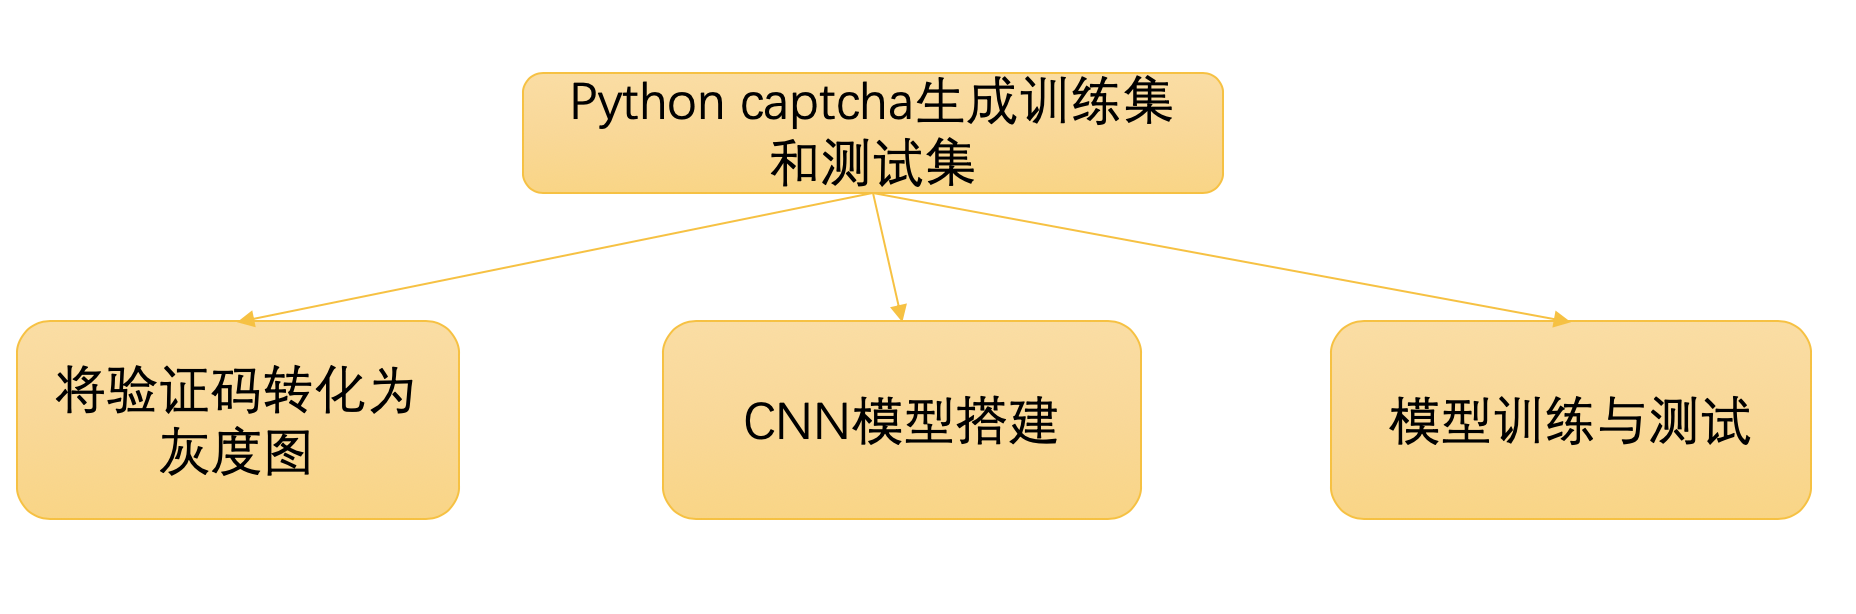 Python captcha生成训练集
和测试集
将验证码转化为
灰度图
CNN模型搭建
模型训练与测试